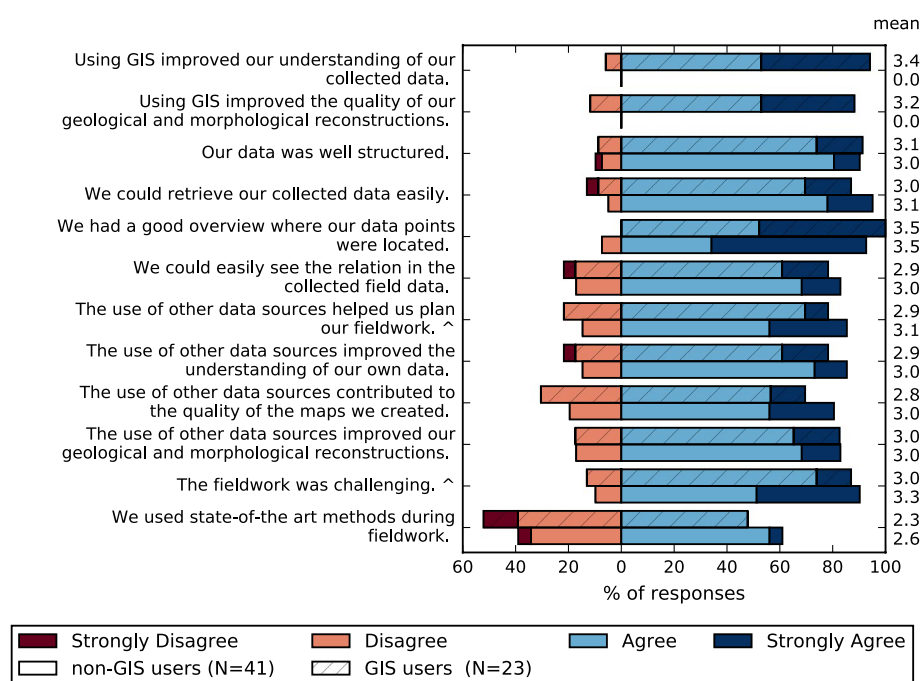 mean
Using GIS improved our understanding of our
collected data.
3.4
0.0
Using GIS improved the quality of our
geological and morphological reconstructions.
3.2
0.0
Our data was well structured.
3.1
3.0
We could retrieve our collected data easily.
3.0
3.1
We had a good overview where our data points
were located.
3.5
3.5
We could easily see the relation in the
collected field data.
2.9
3.0
The use of other data sources helped us plan
our fieldwork. ^
2.9
3.1
The use of other data sources improved the
understanding of our own data.
2.9
3.0
The use of other data sources contributed to
the quality of the maps we created.
2.8
3.0
The use of other data sources improved our
geological and morphological reconstructions.
3.0
3.0
The fieldwork was challenging. ^
3.0
3.3
We used state-of-the art methods during
fieldwork.
2.3
2.6
60 40 20 0 20 40 60 80 100
% of responses
Strongly Disagree Disagree Agree Strongly Agree
non-GIS users (N=41) GIS users (N=23)